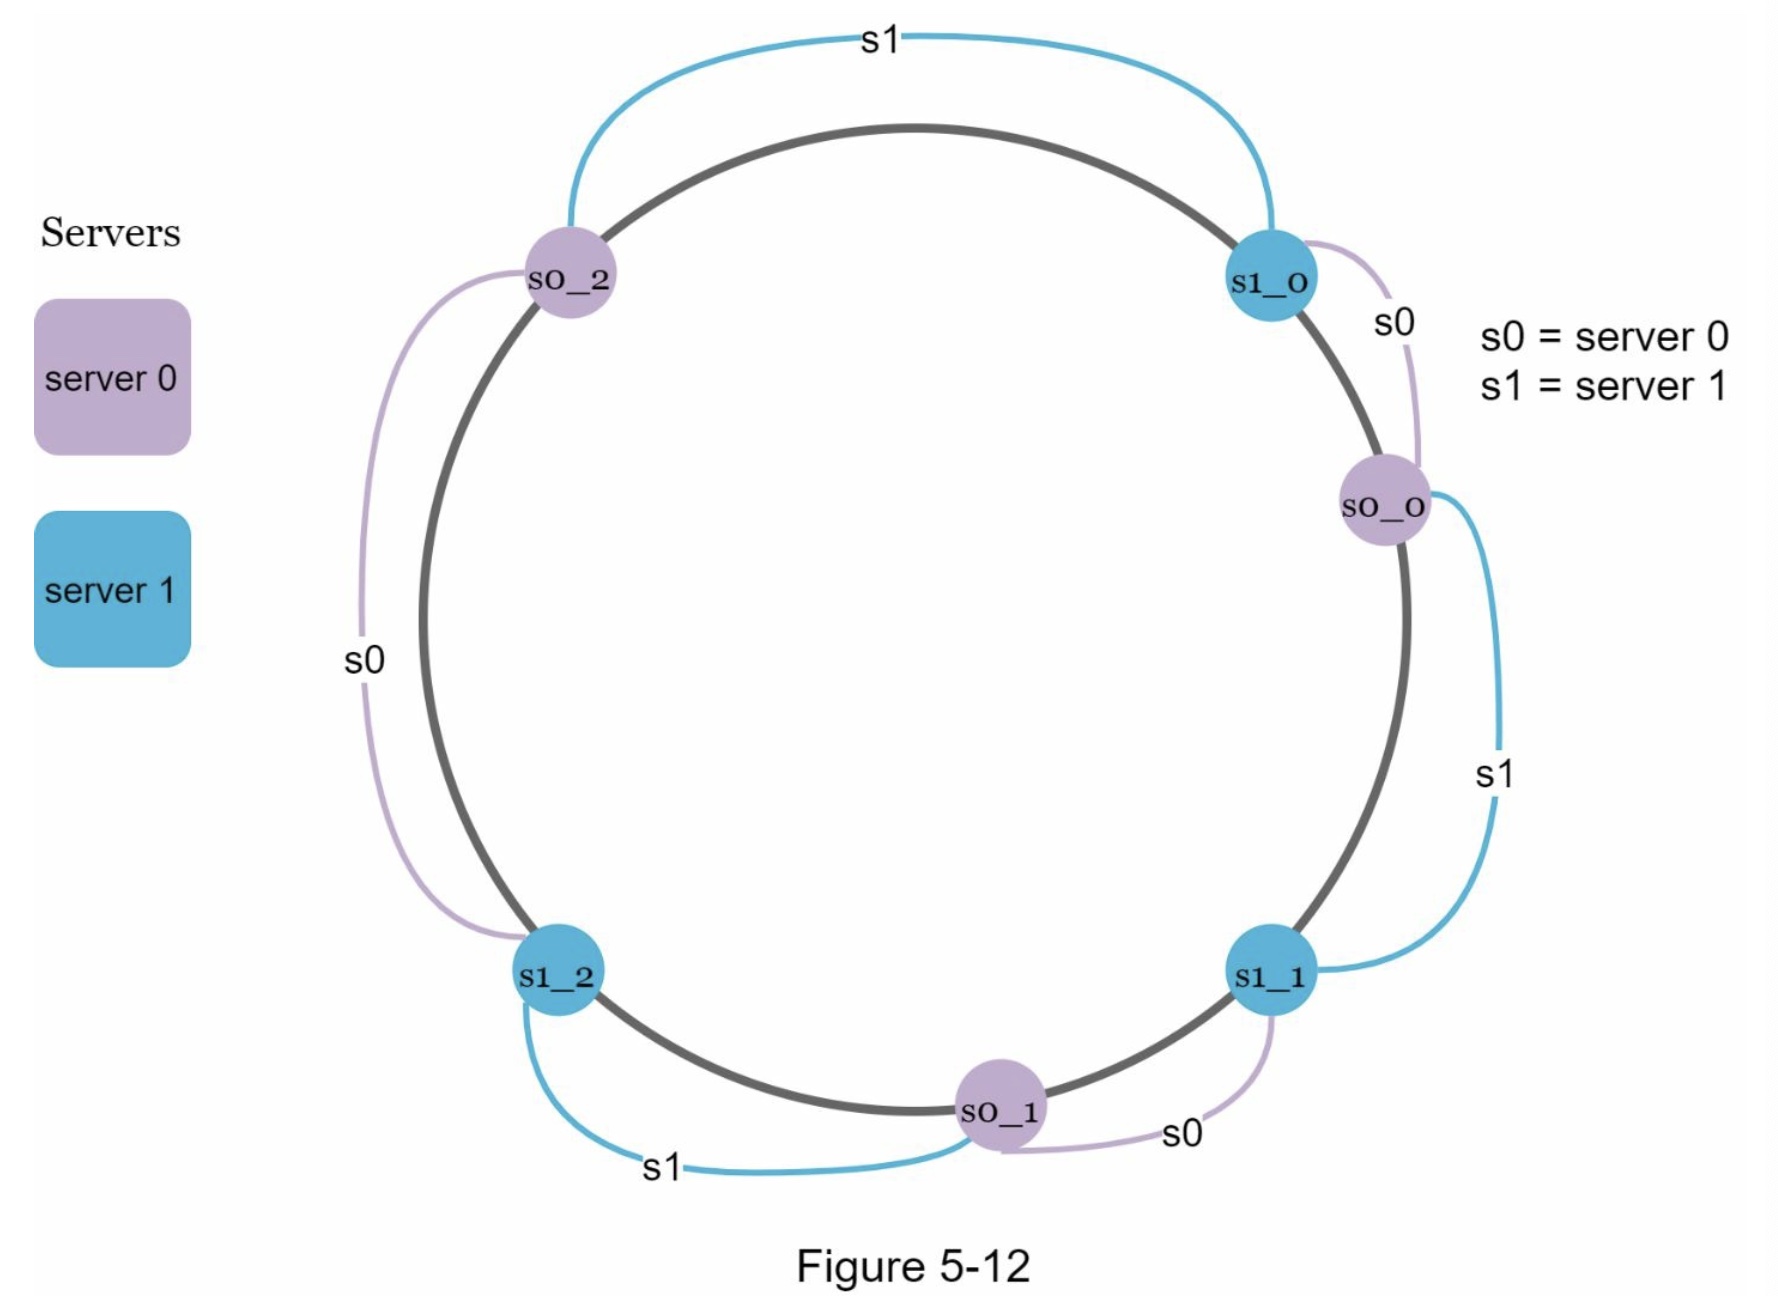 s1
Servers
s0_2
s1_0
s0
server 0
s0 = server 0
s1 = server 1
s0_0
server 1
s0
s1
s1_2
s1_1
s0_1
s0
s1
Figure 5-12